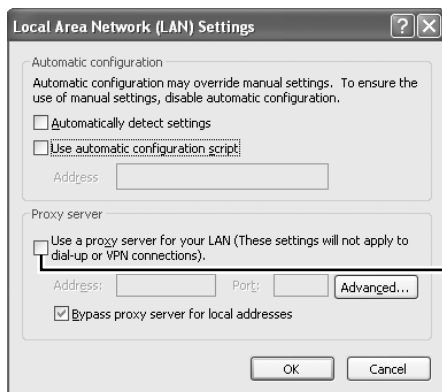 Local Area Network (LAN) Settings
Automatic configuration
Automatic configuration may override manual settings. To ensure the
use of manual settings, disable automatic configuration.
Automatically detect settings
Use automatic configuration script
Address
Proxy server
Use a proxy server for your LAN (These settings will not apply to
dial-up or VPN connections).
Address: Port: Advanced...
Bypass proxy server for local addresses
OK Cancel